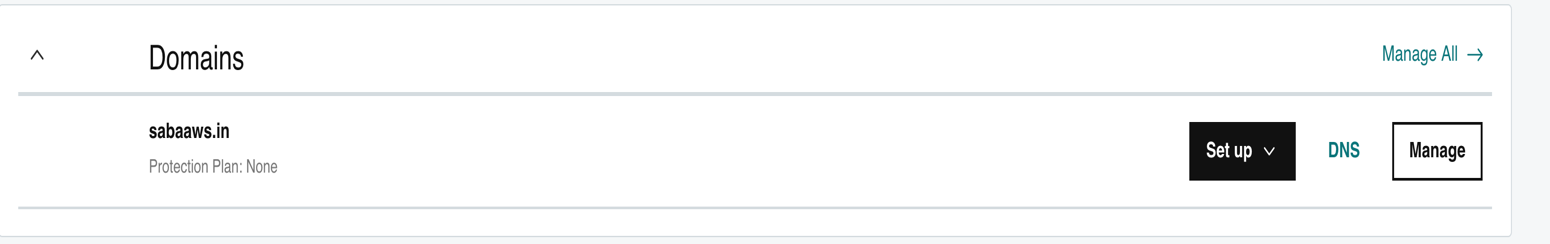 Domains
Manage All →
sabaaws.in
Protection Plan: None
Set up
DNS
Manage